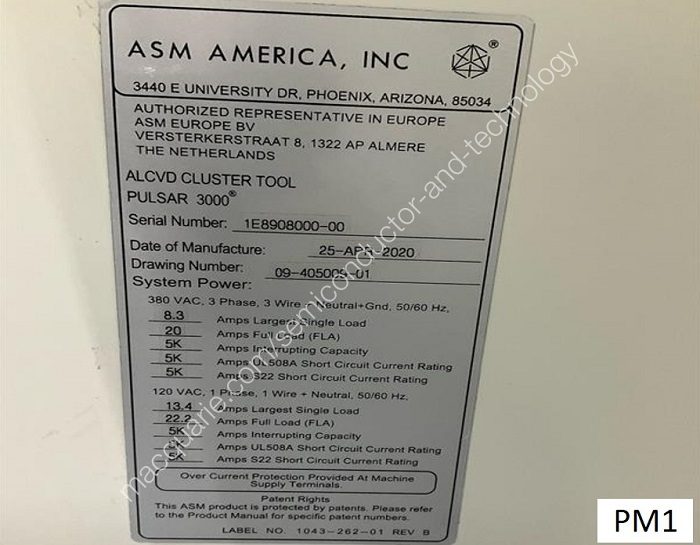 ASM AMERICA, INC ®
3440 E UNIVERSITY DR, PHOENIX, ARIZONA, 85034
AUTHORIZED REPRESENTATIVE IN EUROPE
ASM EUROPE BV
VERSTERKERSTRAAT 8, 1322 AP ALMERE
THE NETHERLANDS
ALCVD CLUSTER TOOL
PULSAR 3000®
Serial Number: 1E8908000-00
Date of Manufacture: 25-APR-2020
Drawing Number: 09-405009-01
System Power:
380 VAC, 3 Phase, 3 Wire + Neutral+Gnd, 50/60 Hz,
8.3 Amps Largest Single Load
20 Amps Full Load (FLA)
5K Amps Interrupting Capacity
5K Amps UL508A Short Circuit Current Rating
5K Amps S22 Short Circuit Current Rating
120 VAC, 1 Phase, 1 Wire + Neutral, 50/60 Hz,
13.4 Amps Largest Single Load
22.2 Amps Full Load (FLA)
5K Amps Interrupting Capacity
5K Amps UL508A Short Circuit Current Rating
5K Amps S22 Short Circuit Current Rating
Over Current Protection Provided At Machine
Supply Terminals.
Patent Rights
This ASM product is protected by patents. Please refer
to the Product Manual for specific patent numbers.
LABEL NO. 1043-262-01 REV B
macquarie.com/semiconductor-and-technology
PM1